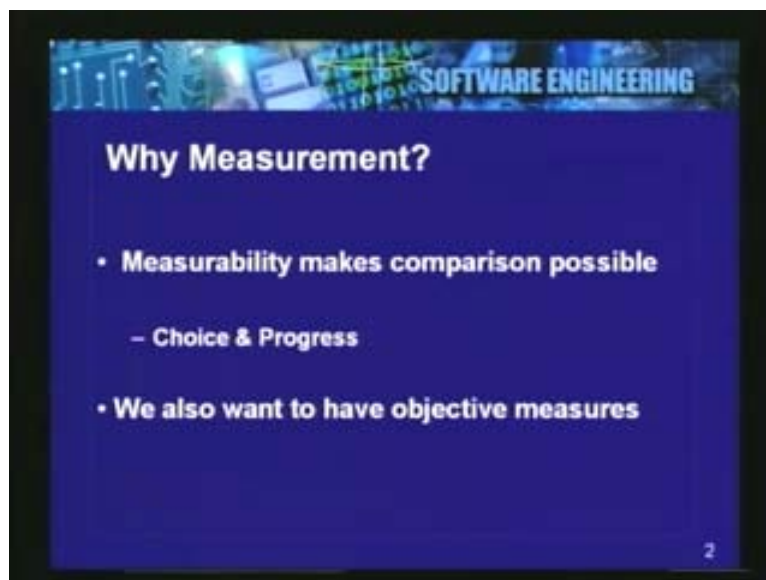 SOFTWARE ENGINEERING
Why Measurement?
• Measurability makes comparison possible
– Choice & Progress
• We also want to have objective measures
2